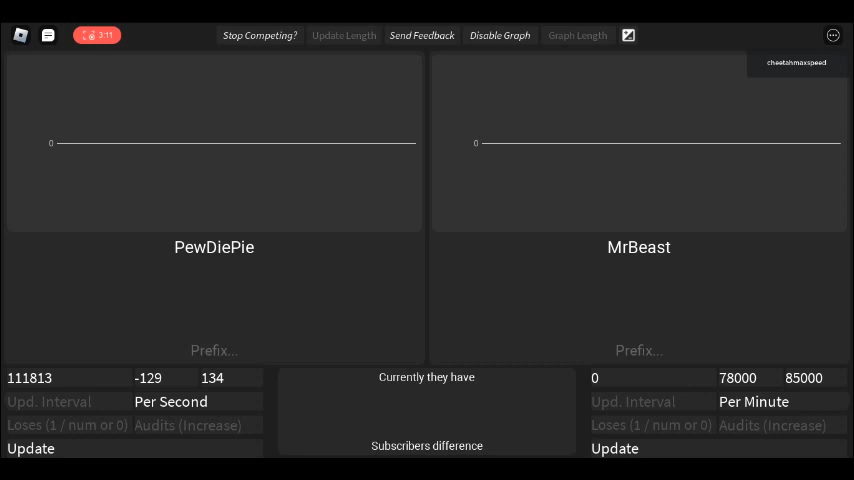 3:11
Stop Competing? Update Length Send Feedback Disable Graph Graph Length
cheetahmaxspeed
0 0
PewDiePie MrBeast
Prefix... Prefix...
111813 -129 134 Currently they have 0 78000 85000
Upd. Interval Per Second Upd. Interval Per Minute
Loses (1 / num or 0) Audits (Increase) Loses (1 / num or 0) Audits (Increase)
Update Subscribers difference Update